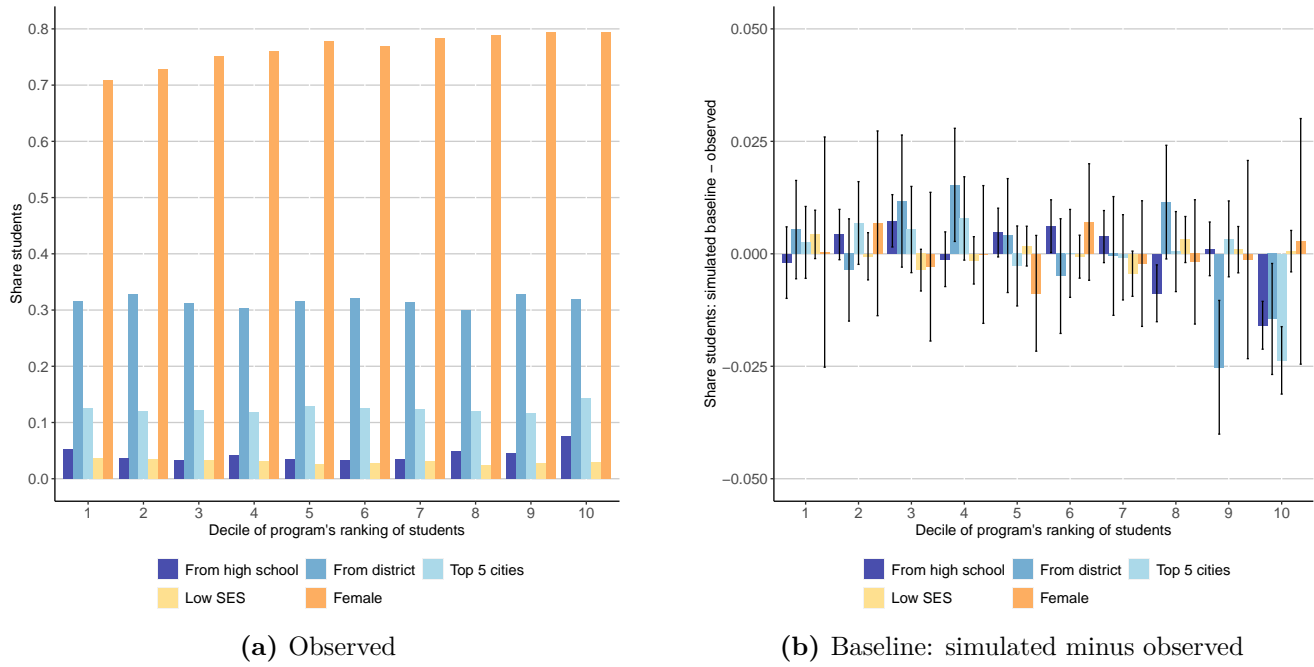 0.8
0.7
0.6
0.5
0.4
0.3
0.2
0.1
0.0
Share students
1 2 3 4 5 6 7 8 9 10
Decile of program's ranking of students
From high school From district Top 5 cities
Low SES Female
(a) Observed
0.050
0.025
0.000
−0.025
−0.050
Share students: simulated baseline − observed
1 2 3 4 5 6 7 8 9 10
Decile of program's ranking of students
From high school From district Top 5 cities
Low SES Female
(b) Baseline: simulated minus observed